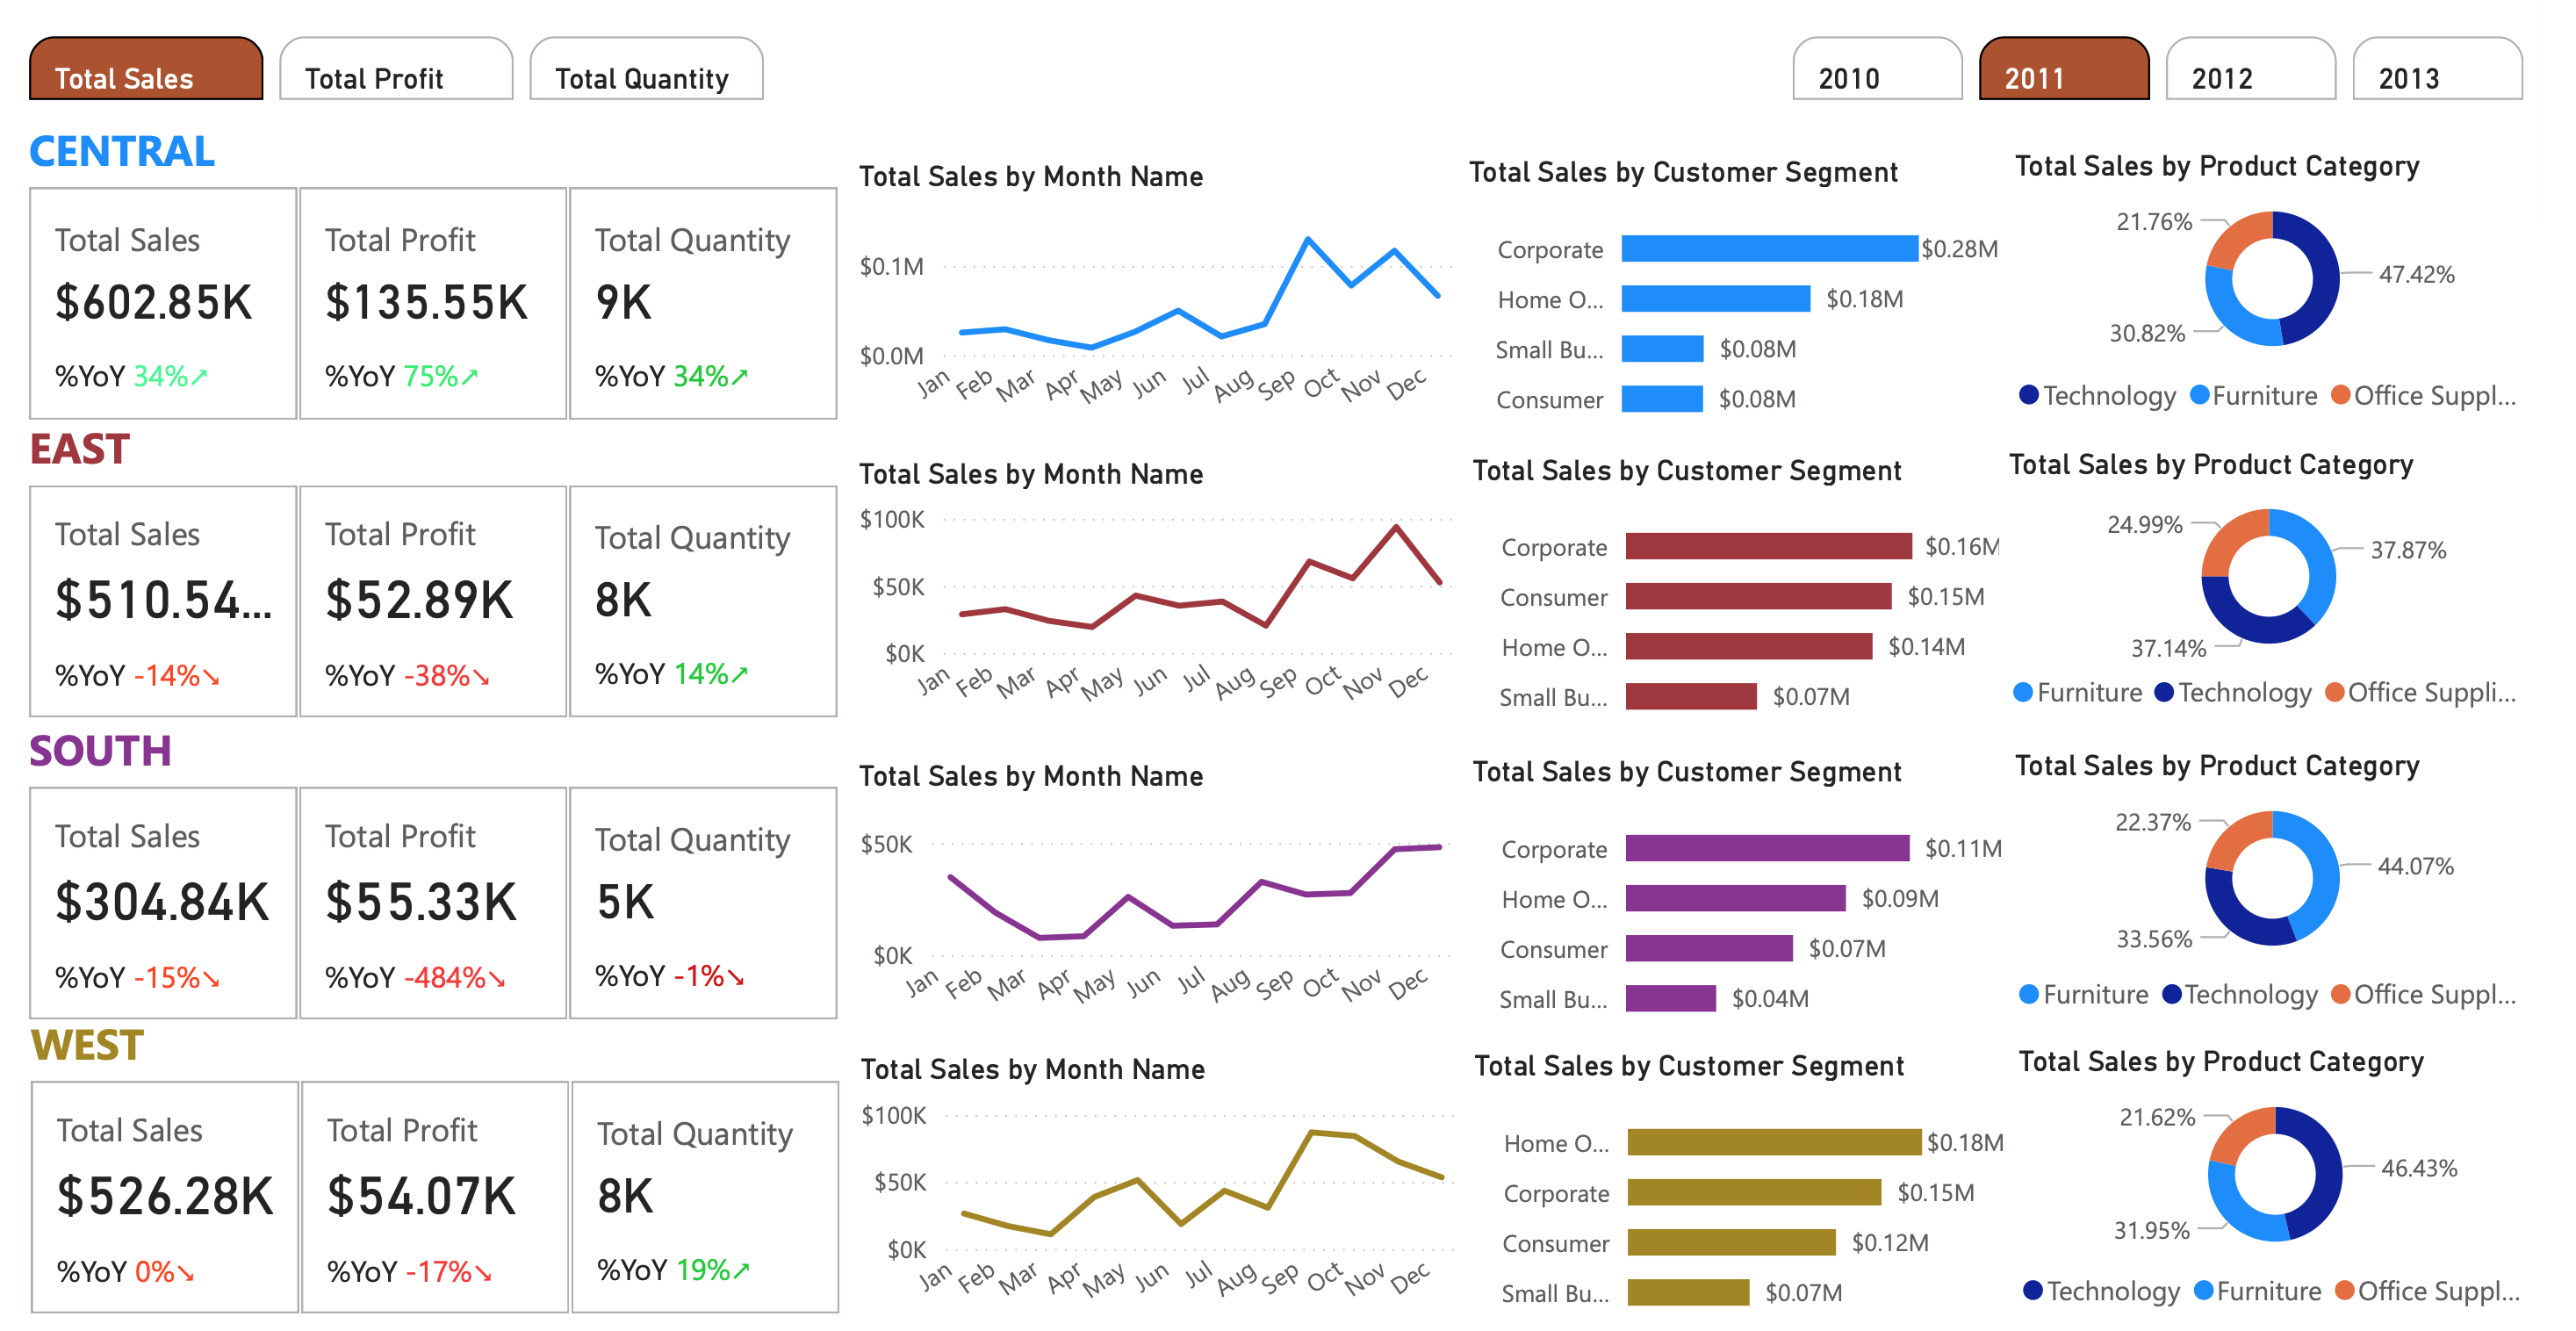 Total Sales
Total Profit
Total Quantity
2010
2011
2012
2013
CENTRAL
Total Sales
$602.85K
%YoY 34%↗
Total Profit
$135.55K
%YoY 75%↗
Total Quantity
9K
%YoY 34%↗
Total Sales by Month Name
$0.1M
$0.0M
Jan Feb Mar Apr May Jun Jul Aug Sep Oct Nov Dec
Total Sales by Customer Segment
Corporate $0.28M
Home O... $0.18M
Small Bu... $0.08M
Consumer $0.08M
Total Sales by Product Category
21.76%
47.42%
30.82%
Technology Furniture Office Suppl...
EAST
Total Sales
$510.54...
%YoY -14%↘
Total Profit
$52.89K
%YoY -38%↘
Total Quantity
8K
%YoY 14%↗
Total Sales by Month Name
$100K
$50K
$0K
Jan Feb Mar Apr May Jun Jul Aug Sep Oct Nov Dec
Total Sales by Customer Segment
Corporate $0.16M
Consumer $0.15M
Home O... $0.14M
Small Bu... $0.07M
Total Sales by Product Category
24.99%
37.87%
37.14%
Furniture Technology Office Suppli...
SOUTH
Total Sales
$304.84K
%YoY -15%↘
Total Profit
$55.33K
%YoY -484%↘
Total Quantity
5K
%YoY -1%↘
Total Sales by Month Name
$50K
$0K
Jan Feb Mar Apr May Jun Jul Aug Sep Oct Nov Dec
Total Sales by Customer Segment
Corporate $0.11M
Home O... $0.09M
Consumer $0.07M
Small Bu... $0.04M
Total Sales by Product Category
22.37%
44.07%
33.56%
Furniture Technology Office Suppl...
WEST
Total Sales
$526.28K
%YoY 0%↘
Total Profit
$54.07K
%YoY -17%↘
Total Quantity
8K
%YoY 19%↗
Total Sales by Month Name
$100K
$50K
$0K
Jan Feb Mar Apr May Jun Jul Aug Sep Oct Nov Dec
Total Sales by Customer Segment
Home O... $0.18M
Corporate $0.15M
Consumer $0.12M
Small Bu... $0.07M
Total Sales by Product Category
21.62%
46.43%
31.95%
Technology Furniture Office Suppl...